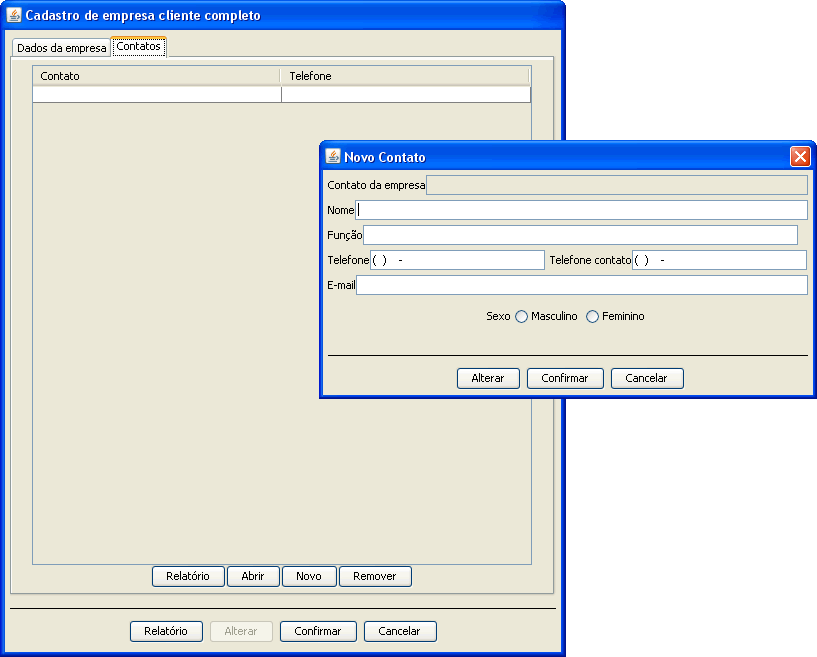 Cadastro de empresa cliente completo
Dados da empresa Contatos
Contato Telefone
Relatório Abrir Novo Remover
Relatório Alterar Confirmar Cancelar
Novo Contato
Contato da empresa
Nome
Função
Telefone ( ) - Telefone contato ( ) -
E-mail
Sexo Masculino Feminino
Alterar Confirmar Cancelar